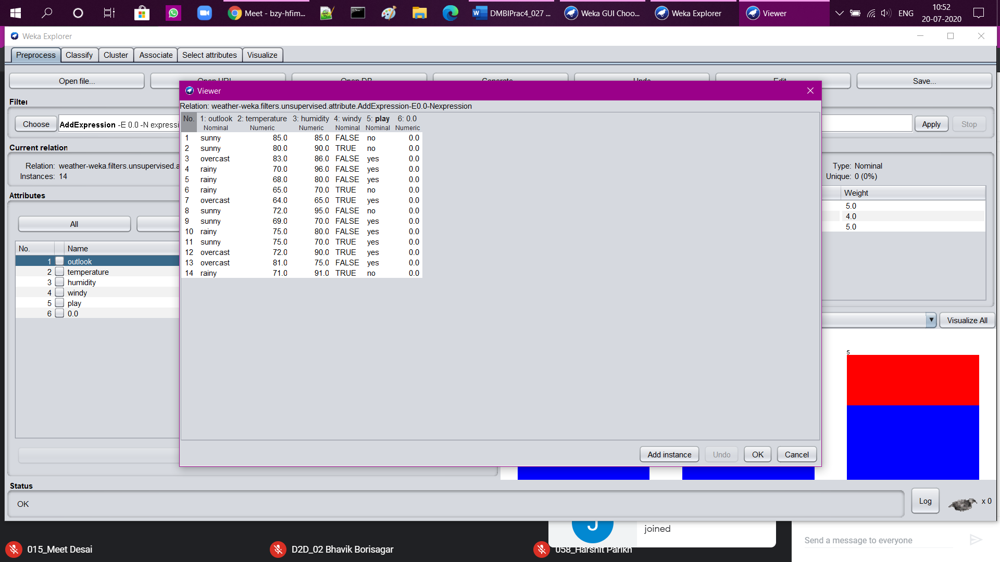 Meet - bzy-hfim...
DMBIPrac4_027 ...
Weka GUI Choo...
Weka Explorer
Viewer
ENG
10:52
20-07-2020
Weka Explorer
Preprocess
Classify
Cluster
Associate
Select attributes
Visualize
Open file...
Open URL
Open DB
Generate
Undo
Edit
Save...
Viewer
Filter
Relation: weather-weka.filters.unsupervised.attribute.AddExpression-E0.0-Nexpression
Choose
AddExpression -E 0.0 -N expressi
Apply
Stop
No. 1: outlook 2: temperature 3: humidity 4: windy 5: play 6: 0.0
Nominal Numeric Numeric Nominal Nominal Numeric
1 sunny 85.0 85.0 FALSE no 0.0
2 sunny 80.0 90.0 TRUE no 0.0
3 overcast 83.0 86.0 FALSE yes 0.0
4 rainy 70.0 96.0 FALSE yes 0.0
5 rainy 68.0 80.0 FALSE yes 0.0
6 rainy 65.0 70.0 TRUE no 0.0
7 overcast 64.0 65.0 TRUE yes 0.0
8 sunny 72.0 95.0 FALSE no 0.0
9 sunny 69.0 70.0 FALSE yes 0.0
10 rainy 75.0 80.0 FALSE yes 0.0
11 sunny 75.0 70.0 TRUE yes 0.0
12 overcast 72.0 90.0 TRUE yes 0.0
13 overcast 81.0 75.0 FALSE yes 0.0
14 rainy 71.0 91.0 TRUE no 0.0
Current relation
Relation: weather-weka.filters.unsupervised.a
Instances: 14
Type: Nominal
Unique: 0 (0%)
Attributes
Weight
5.0
4.0
5.0
All
No. Name
1 outlook
2 temperature
3 humidity
4 windy
5 play
6 0.0
Visualize All
5
Add instance
Undo
OK
Cancel
Status
OK
Log
x 0
J
joined
Send a message to everyone
015_Meet Desai
D2D_02 Bhavik Borisagar
058_Harshit Parikh